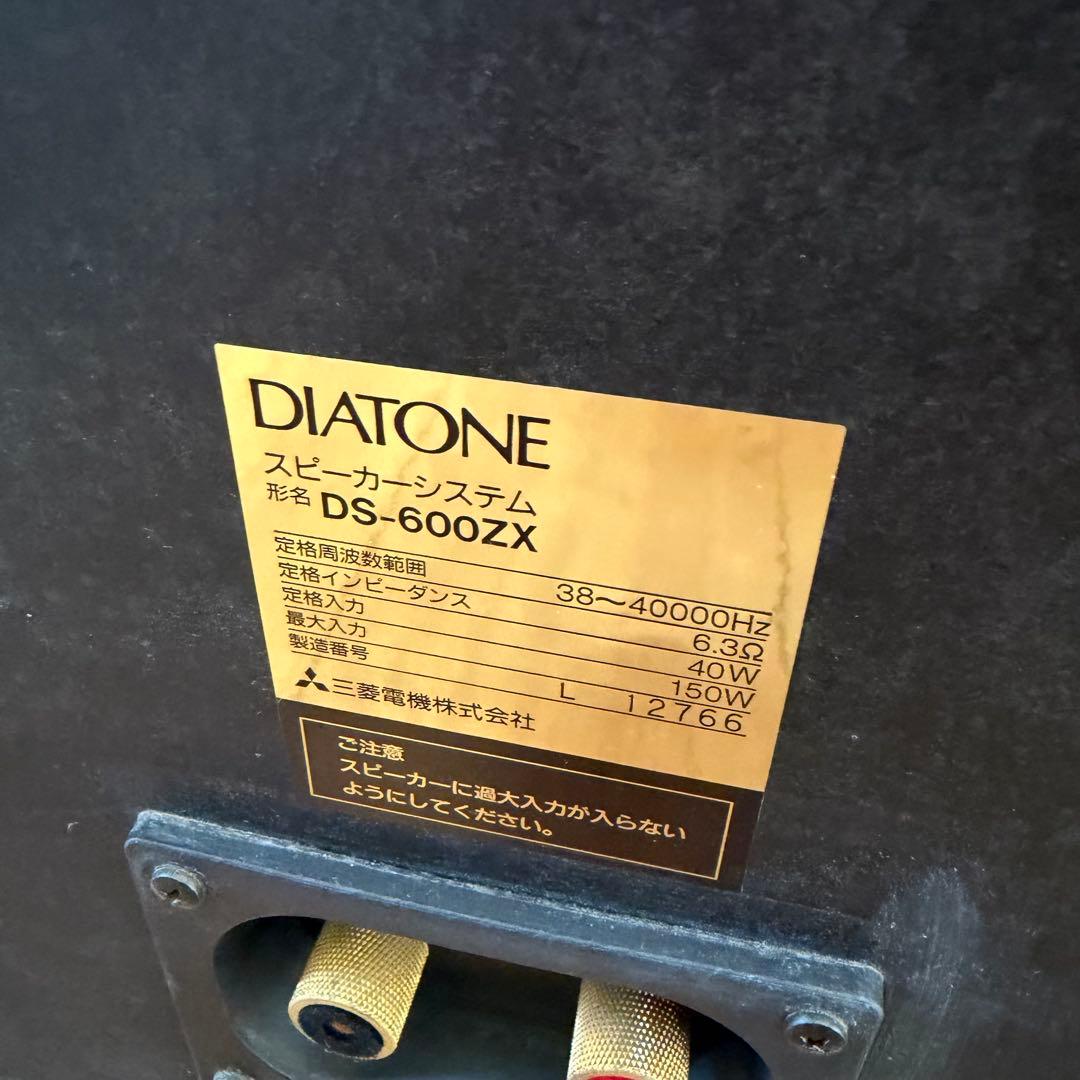 DIATONE
スピーカーシステム
形名 DS-600ZX
定格周波数範囲 38〜40000Hz
定格インピーダンス 6.3Ω
定格入力 40W
最大入力 150W
製造番号 L 12766
三菱電機株式会社
ご注意
スピーカーに過大入力が入らない
ようにしてください。